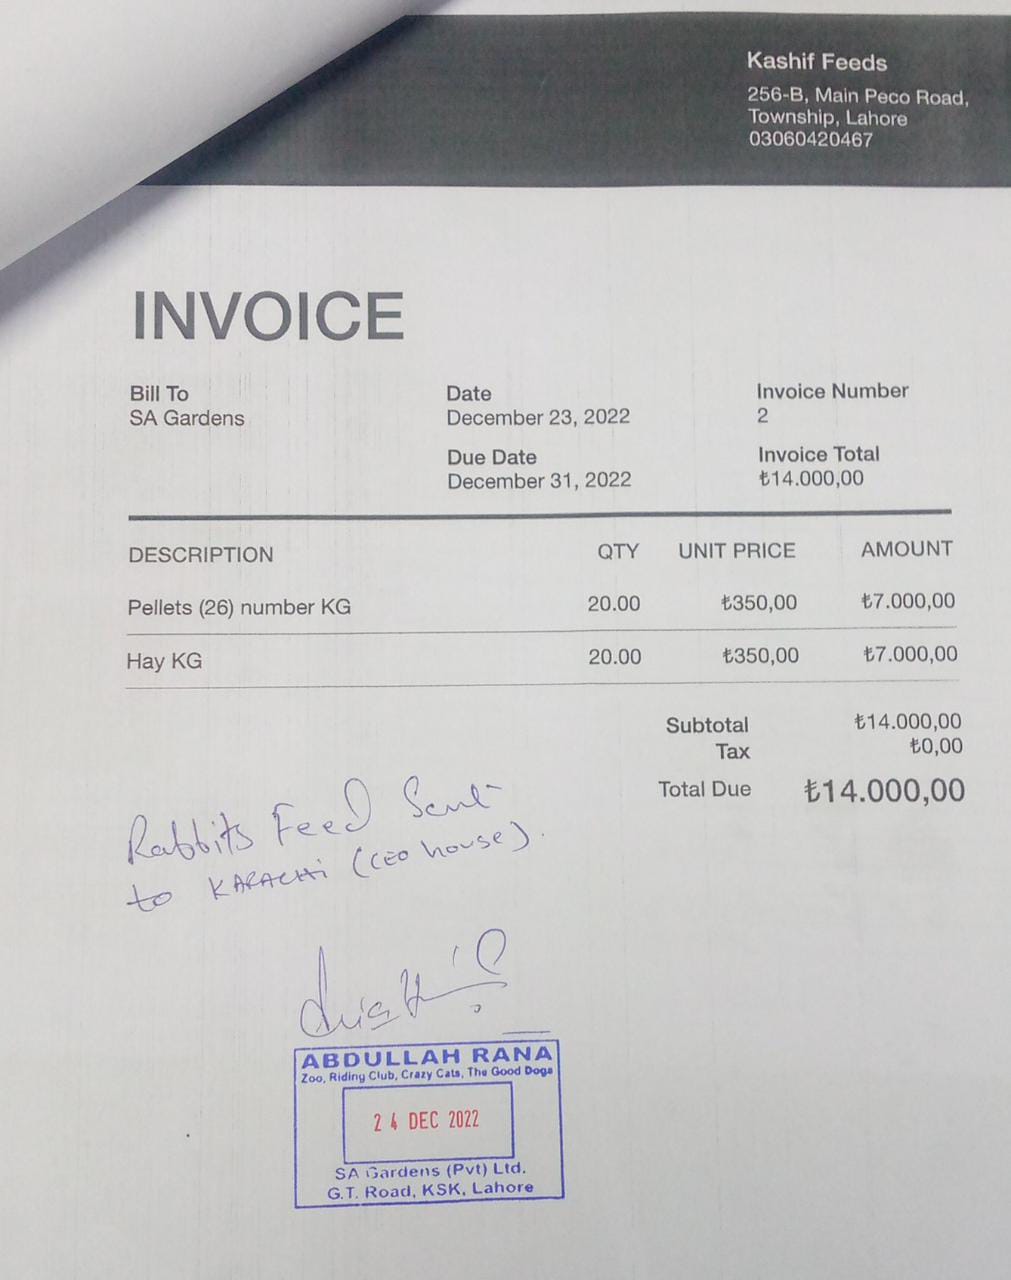 Kashif Feeds
256-B, Main Peco Road,
Township, Lahore
03060420467
INVOICE
Bill To
SA Gardens
Date
December 23, 2022
Due Date
December 31, 2022
Invoice Number
2
Invoice Total
₺14.000,00
DESCRIPTION QTY UNIT PRICE AMOUNT
Pellets (26) number KG 20.00 ₺350,00 ₺7.000,00
Hay KG 20.00 ₺350,00 ₺7.000,00
Subtotal ₺14.000,00
Tax ₺0,00
Total Due ₺14.000,00
Rabbits Feed Sent
to KARACHi (CEO house).
ABDULLAH RANA
Zoo, Riding Club, Crazy Cats, The Good Dogs
24 DEC 2022
SA Gardens (Pvt) Ltd.
G.T. Road, KSK, Lahore